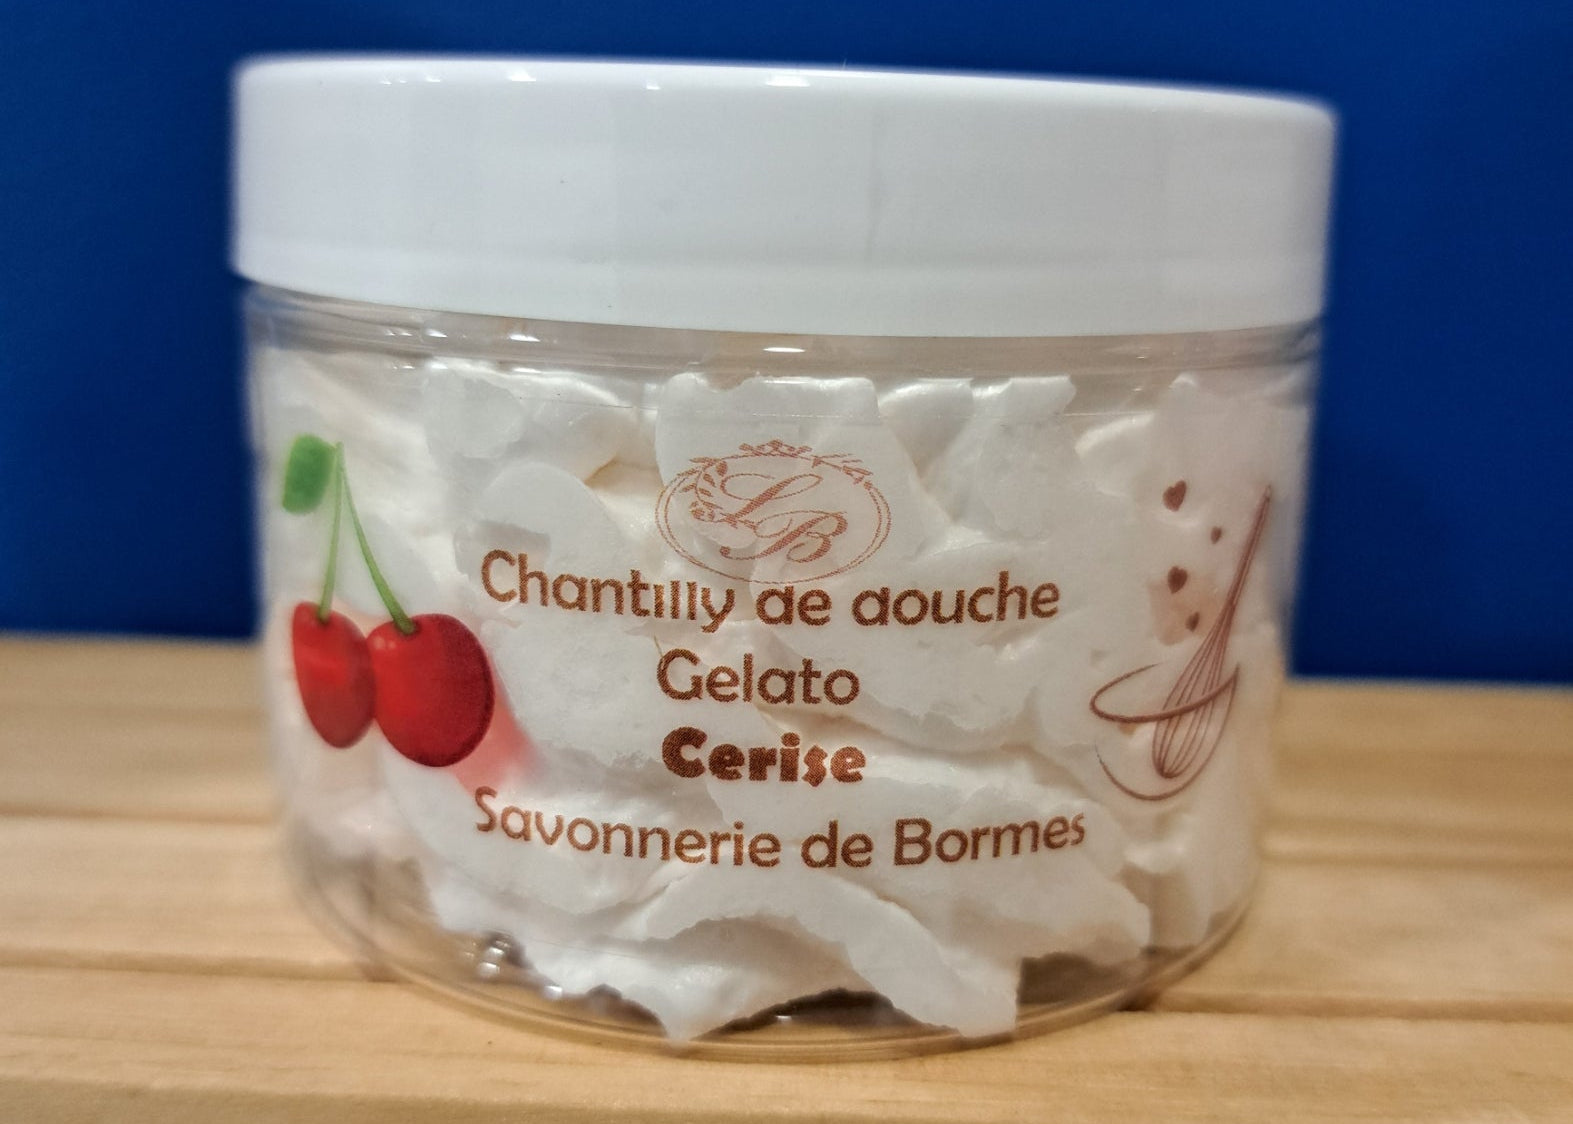 LB
Chantilly de douche
Gelato
Cerise
Savonnerie de Bormes